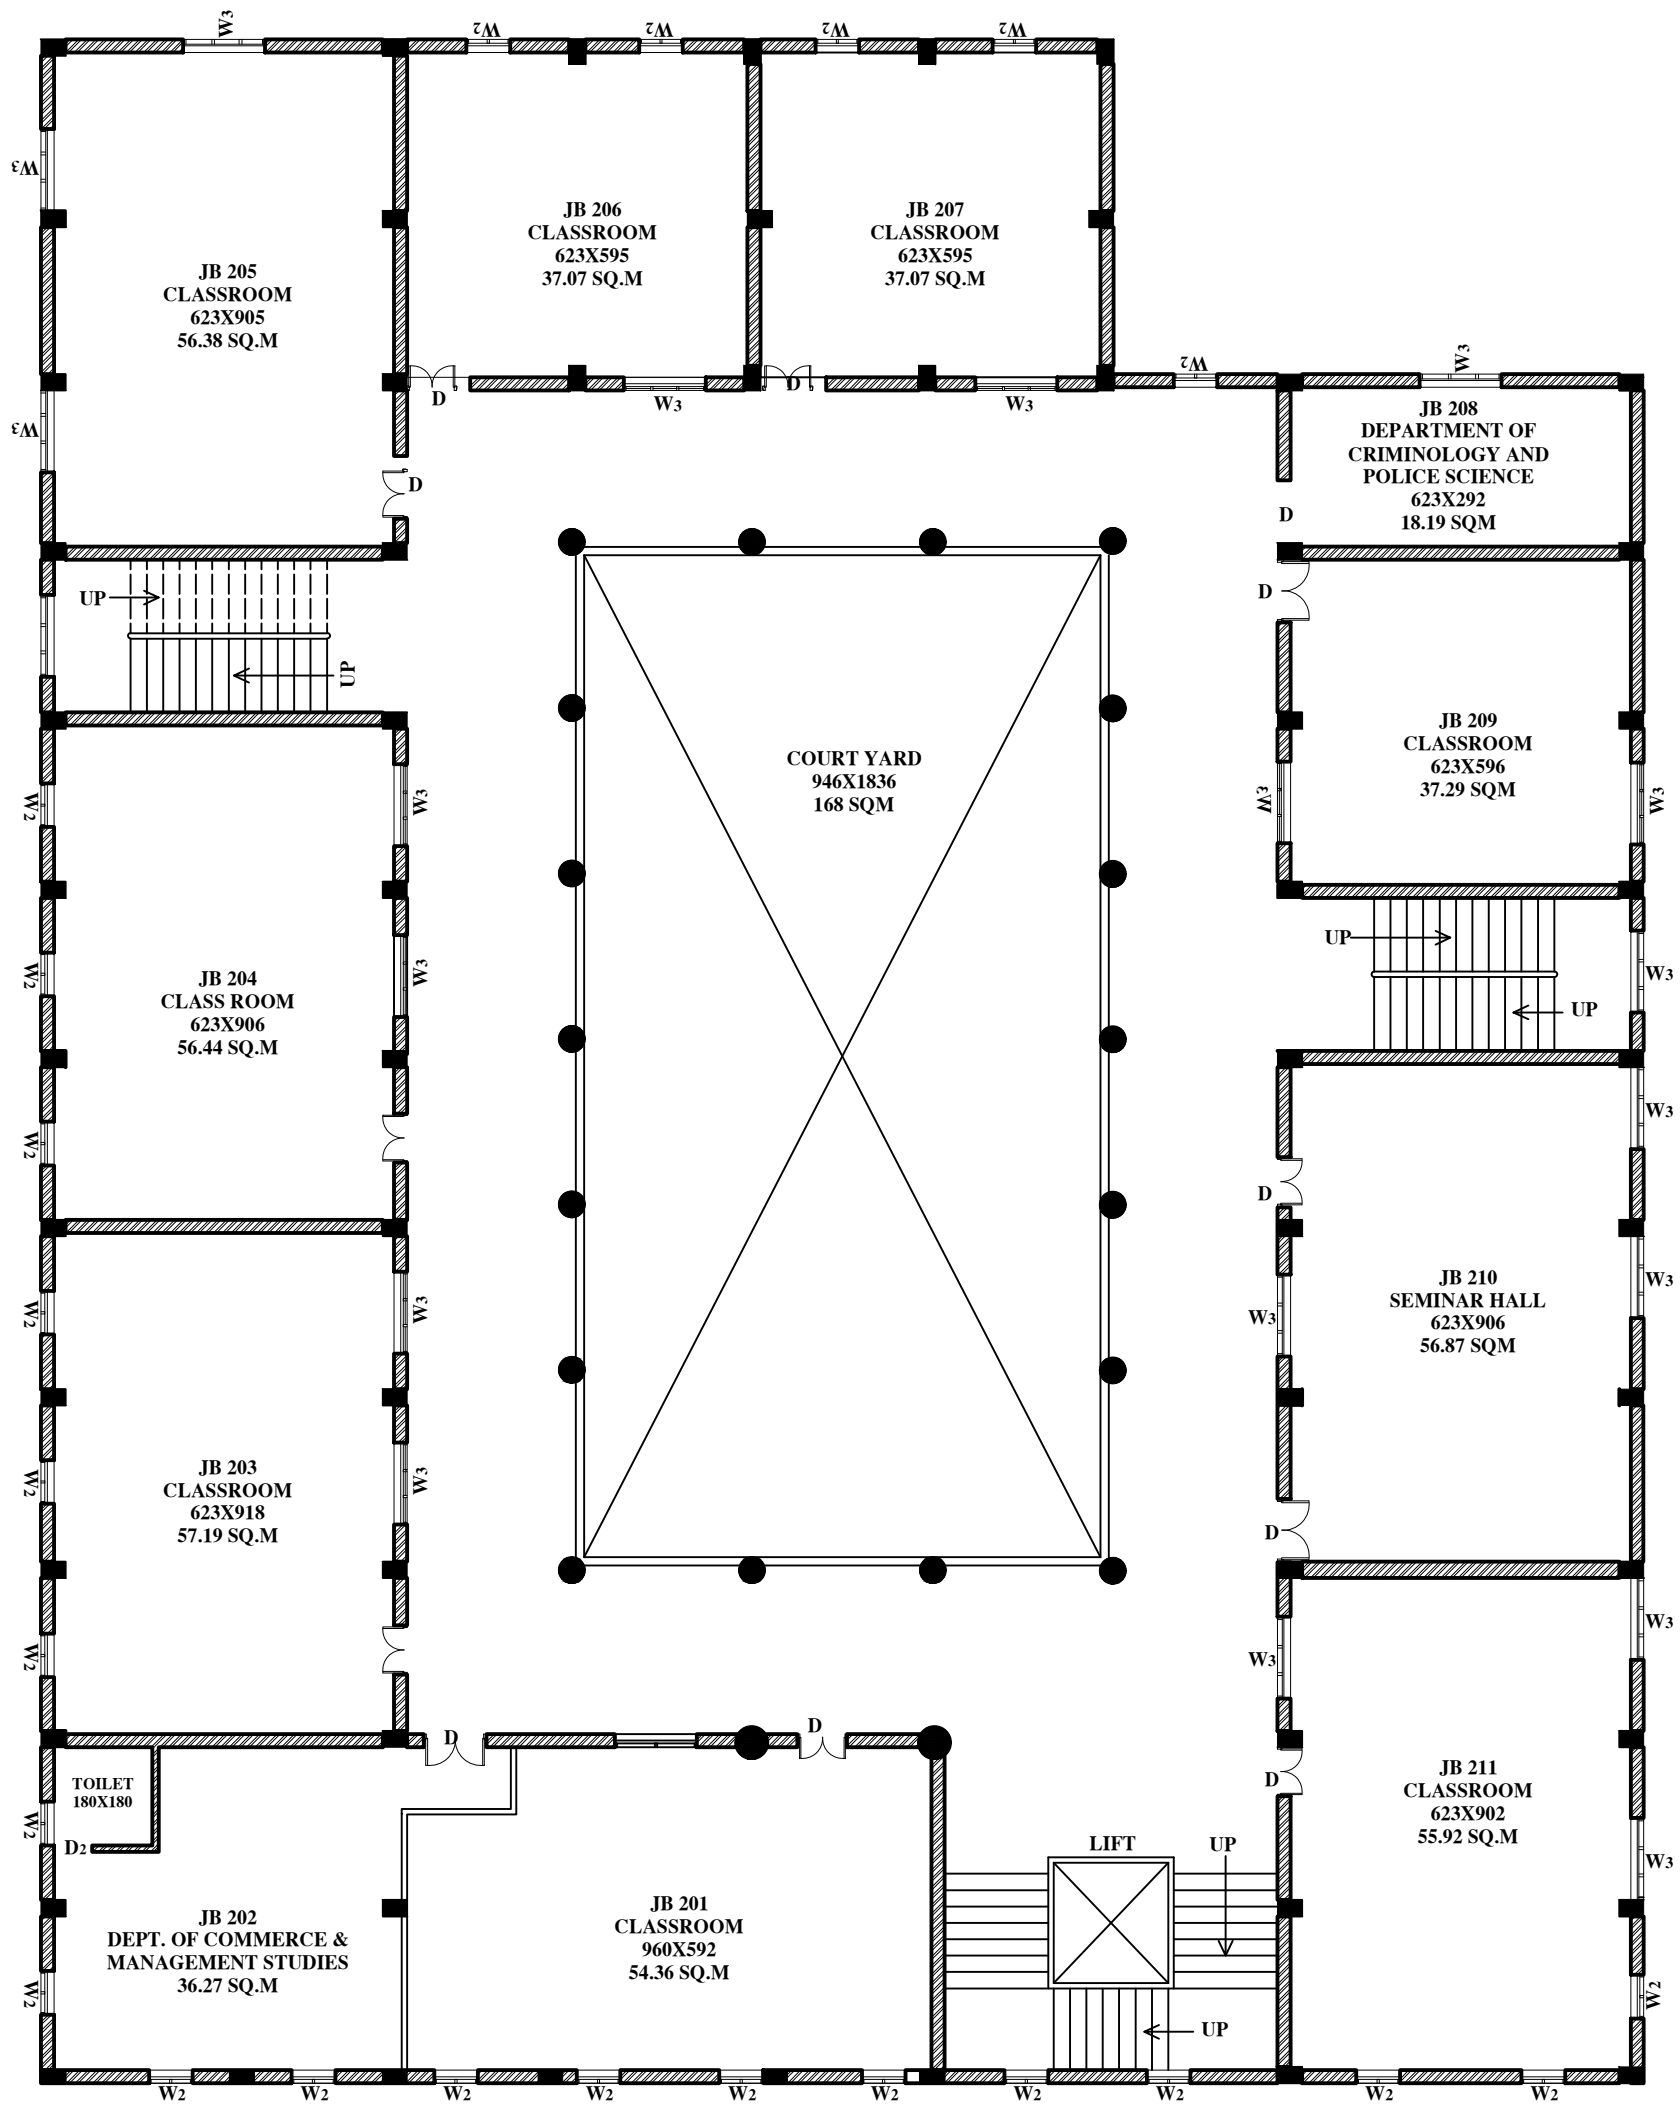 W3
W2
W2
W2
W2
W3
JB 206
CLASSROOM
623X595
37.07 SQ.M
JB 207
CLASSROOM
623X595
37.07 SQ.M
JB 205
CLASSROOM
623X905
56.38 SQ.M
W2
W3
D
D
W3
W3
W3
JB 208
DEPARTMENT OF
CRIMINOLOGY AND
POLICE SCIENCE
623X292
18.19 SQM
D
D
UP
UP
D
COURT YARD
946X1836
168 SQM
JB 209
CLASSROOM
623X596
37.29 SQM
W2
W3
W3
W3
UP
UP
W3
W2
W3
JB 204
CLASS ROOM
623X906
56.44 SQ.M
W3
W2
D
JB 210
SEMINAR HALL
623X906
56.87 SQM
W3
W3
W2
W3
JB 203
CLASSROOM
623X918
57.19 SQ.M
W2
W3
D
W3
W2
W3
D
D
TOILET
180X180
D2
W2
D
JB 211
CLASSROOM
623X902
55.92 SQ.M
LIFT
UP
W3
JB 202
DEPT. OF COMMERCE &
MANAGEMENT STUDIES
36.27 SQ.M
JB 201
CLASSROOM
960X592
54.36 SQ.M
W2
UP
W2
W2
W2
W2
W2
W2
W2
W2
W2
W2
W2